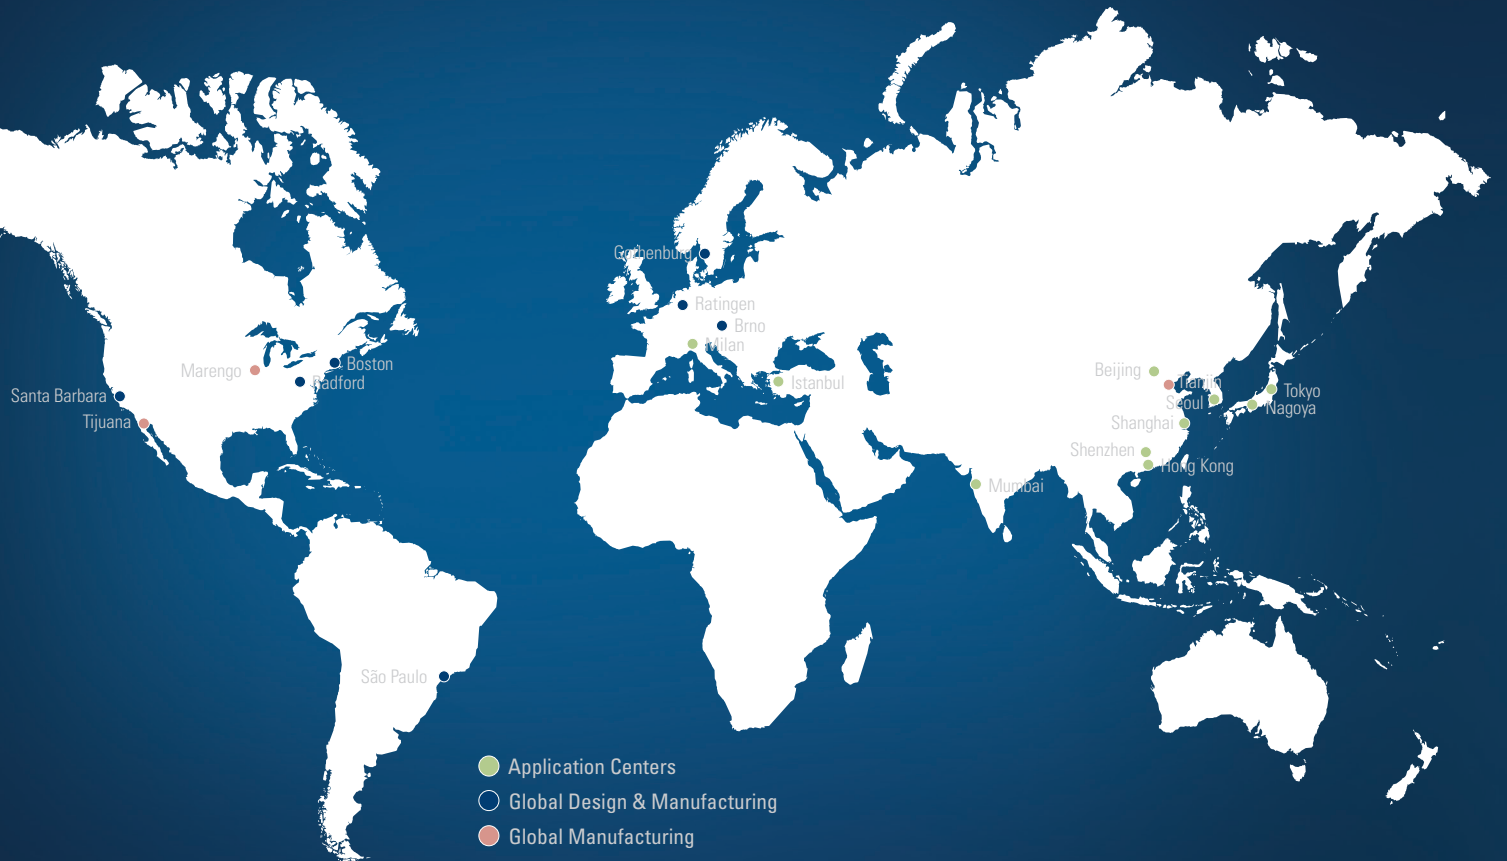 Gothenburg
Ratingen
Brno
Milan
Istanbul
Boston
Marengo
Radford
Santa Barbara
Tijuana
Beijing
Tianjin
Tokyo
Seoul
Nagoya
Shanghai
Shenzhen
Hong Kong
Mumbai
São Paulo
Application Centers
Global Design & Manufacturing
Global Manufacturing